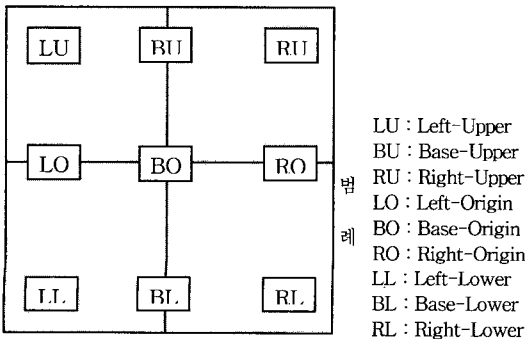 LU BU RU
LO BO RO
LL BL RL
범례
LU : Left-Upper
BU : Base-Upper
RU : Right-Upper
LO : Left-Origin
BO : Base-Origin
RO : Right-Origin
LL : Left-Lower
BL : Base-Lower
RL : Right-Lower